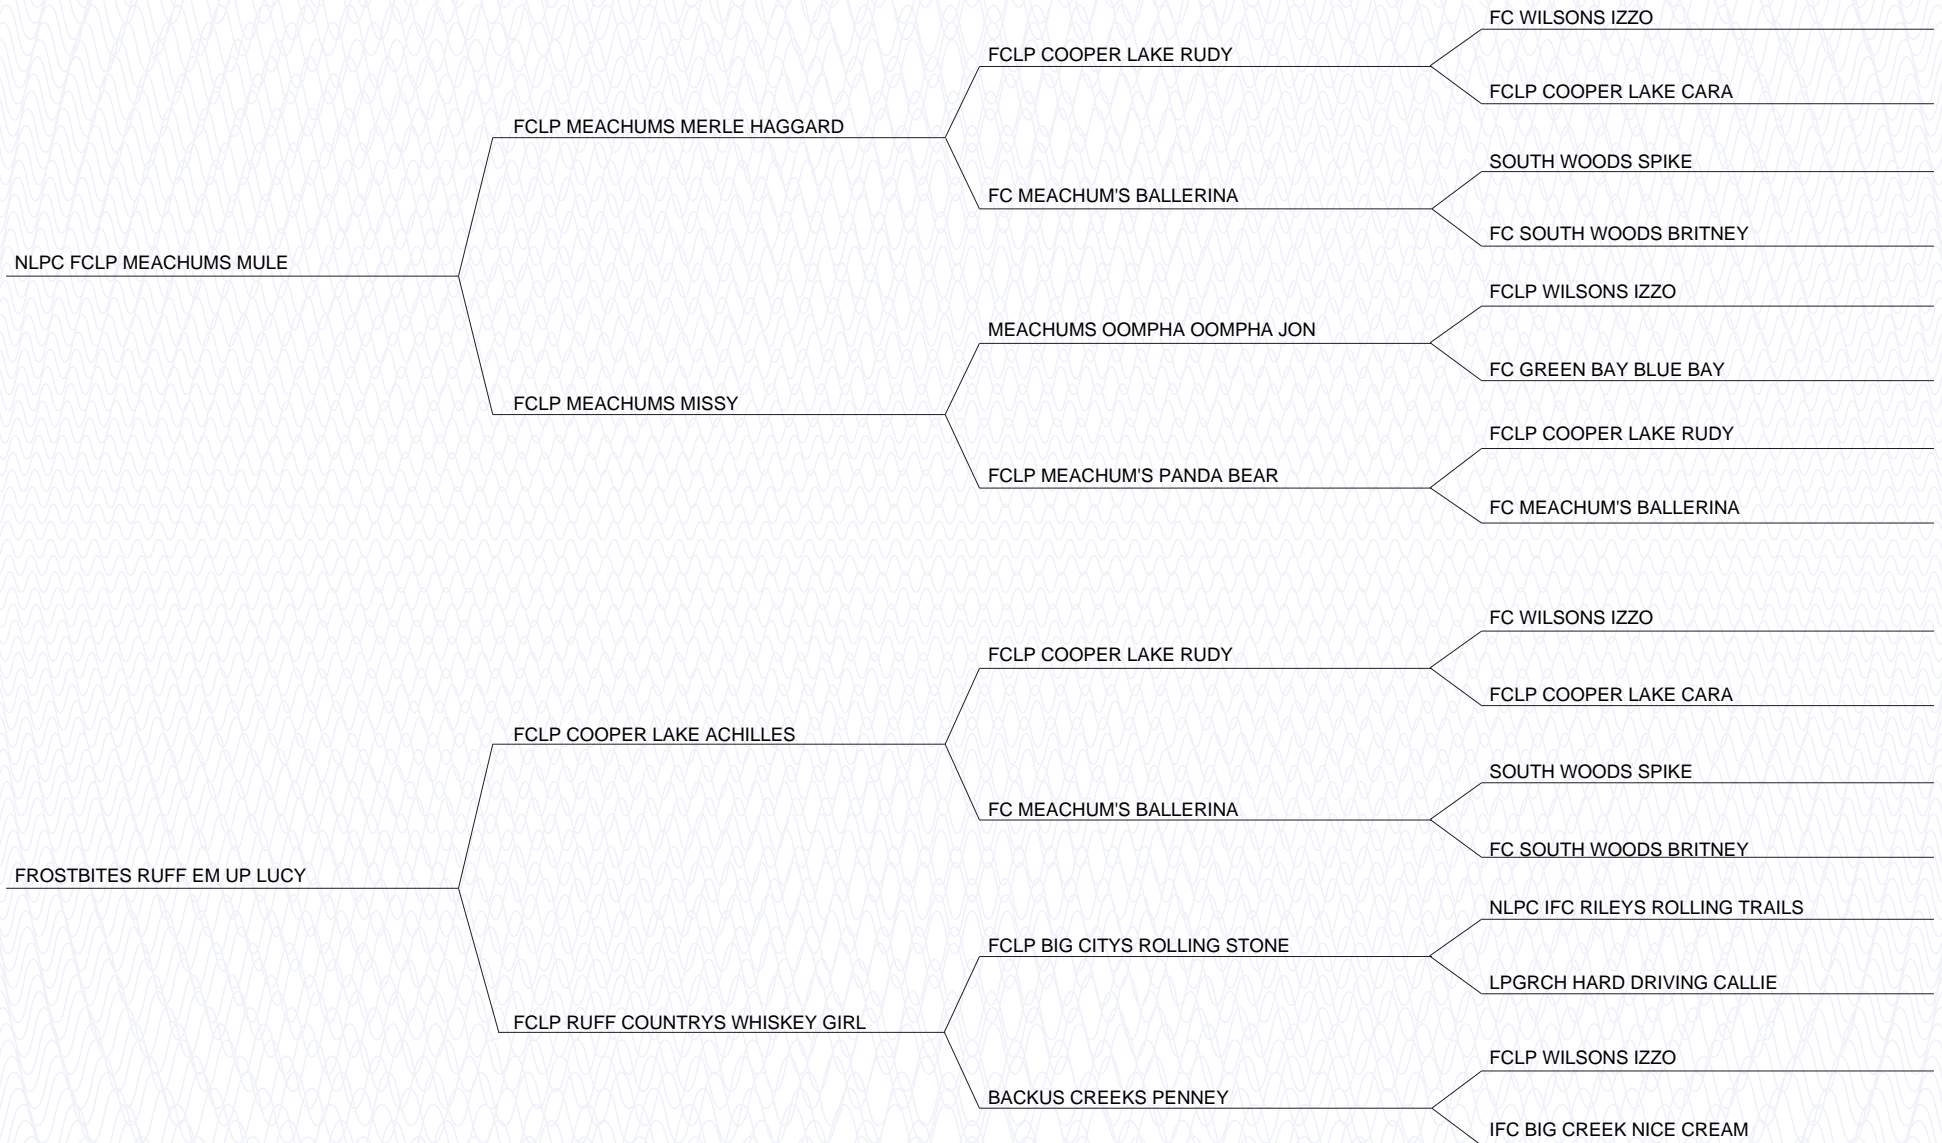 FC WILSONS IZZO
FCLP COOPER LAKE RUDY
FCLP COOPER LAKE CARA
FCLP MEACHUMS MERLE HAGGARD
SOUTH WOODS SPIKE
FC MEACHUM'S BALLERINA
FC SOUTH WOODS BRITNEY
NLPC FCLP MEACHUMS MULE
FCLP WILSONS IZZO
MEACHUMS OOMPHA OOMPHA JON
FC GREEN BAY BLUE BAY
FCLP MEACHUMS MISSY
FCLP COOPER LAKE RUDY
FCLP MEACHUM'S PANDA BEAR
FC MEACHUM'S BALLERINA
FC WILSONS IZZO
FCLP COOPER LAKE RUDY
FCLP COOPER LAKE CARA
FCLP COOPER LAKE ACHILLES
SOUTH WOODS SPIKE
FC MEACHUM'S BALLERINA
FC SOUTH WOODS BRITNEY
FROSTBITES RUFF EM UP LUCY
NLPC IFC RILEYS ROLLING TRAILS
FCLP BIG CITYS ROLLING STONE
LPGRCH HARD DRIVING CALLIE
FCLP RUFF COUNTRYS WHISKEY GIRL
FCLP WILSONS IZZO
BACKUS CREEKS PENNEY
IFC BIG CREEK NICE CREAM